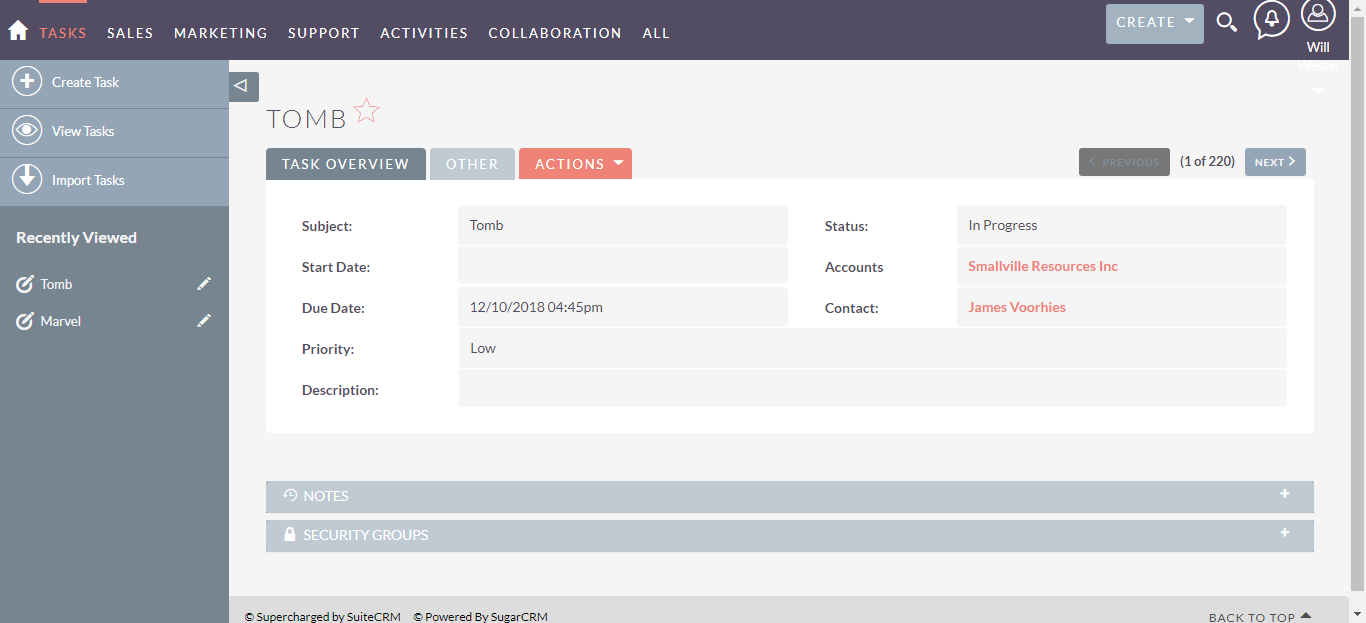 TASKS SALES MARKETING SUPPORT ACTIVITIES COLLABORATION ALL CREATE
Will
Westin
Create Task
View Tasks
Import Tasks
Recently Viewed
Tomb
Marvel
TOMB
TASK OVERVIEW OTHER ACTIONS PREVIOUS (1 of 220) NEXT
Subject: Tomb Status: In Progress
Start Date: Accounts Smallville Resources Inc
Due Date: 12/10/2018 04:45pm Contact: James Voorhies
Priority: Low
Description:
NOTES
SECURITY GROUPS
© Supercharged by SuiteCRM © Powered By SugarCRM BACK TO TOP